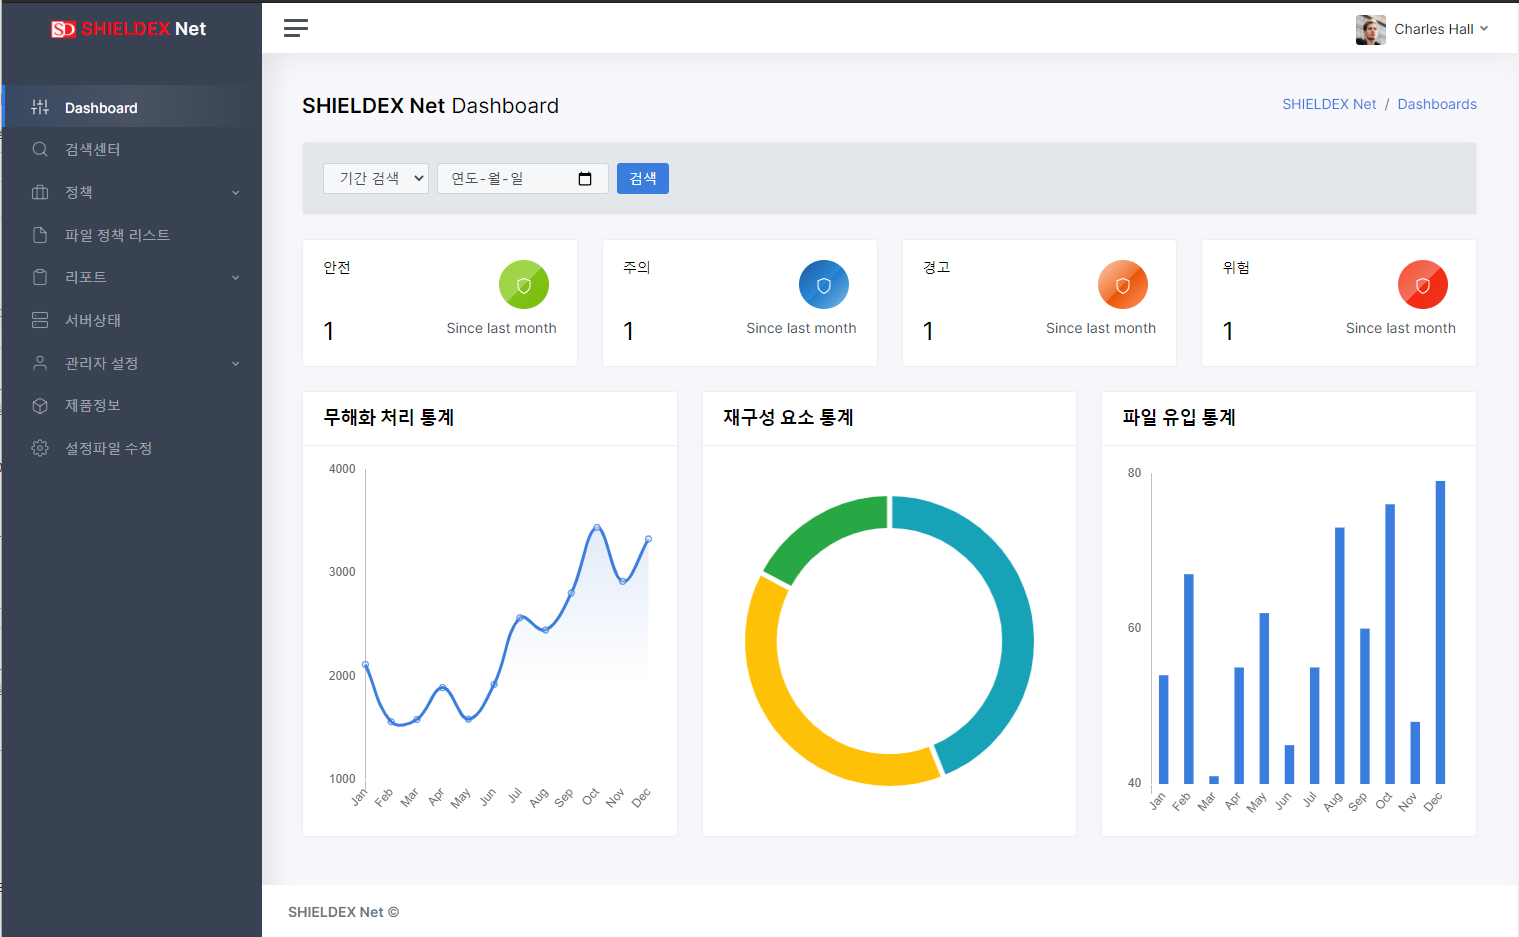 SD SHIELDEX Net
Charles Hall
Dashboard
검색센터
정책
파일 정책 리스트
리포트
서버상태
관리자 설정
제품정보
설정파일 수정
SHIELDEX Net Dashboard
SHIELDEX Net / Dashboards
기간 검색 연도-월-일 검색
안전
1 Since last month
주의
1 Since last month
경고
1 Since last month
위험
1 Since last month
무해화 처리 통계
4000
3000
2000
1000
Jan Feb Mar Apr May Jun Jul Aug Sep Oct Nov Dec
재구성 요소 통계
파일 유입 통계
80
60
40
Jan Feb Mar Apr May Jun Jul Aug Sep Oct Nov Dec
SHIELDEX Net ©